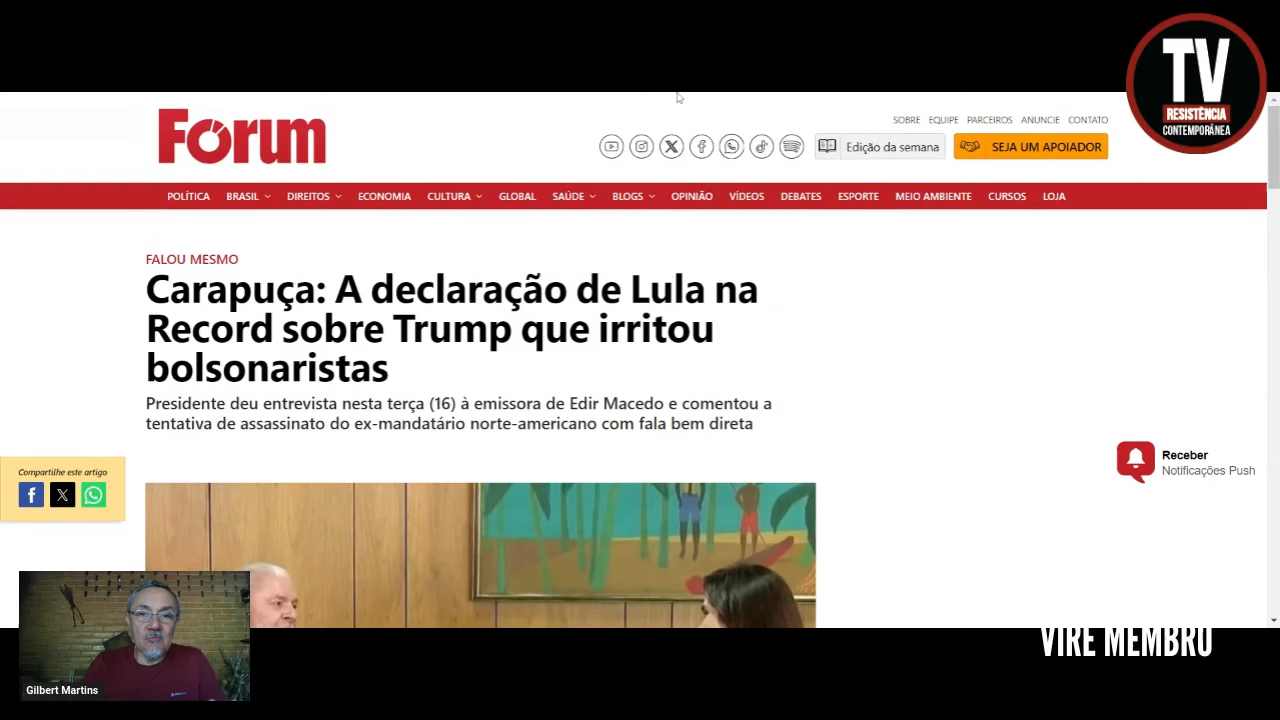 TV
RESISTÊNCIA
CONTEMPORÂNEA
Fórum
SOBRE EQUIPE PARCEIROS ANUNCIE CONTATO
Edição da semana
SEJA UM APOIADOR
POLÍTICA BRASIL DIREITOS ECONOMIA CULTURA GLOBAL SAÚDE BLOGS OPINIÃO VÍDEOS DEBATES ESPORTE MEIO AMBIENTE CURSOS LOJA
FALOU MESMO
Carapuça: A declaração de Lula na
Record sobre Trump que irritou
bolsonaristas
Presidente deu entrevista nesta terça (16) à emissora de Edir Macedo e comentou a
tentativa de assassinato do ex-mandatário norte-americano com fala bem direta
Compartilhe este artigo
Receber
Notificações Push
VIRE MEMBRO
Gilbert Martins